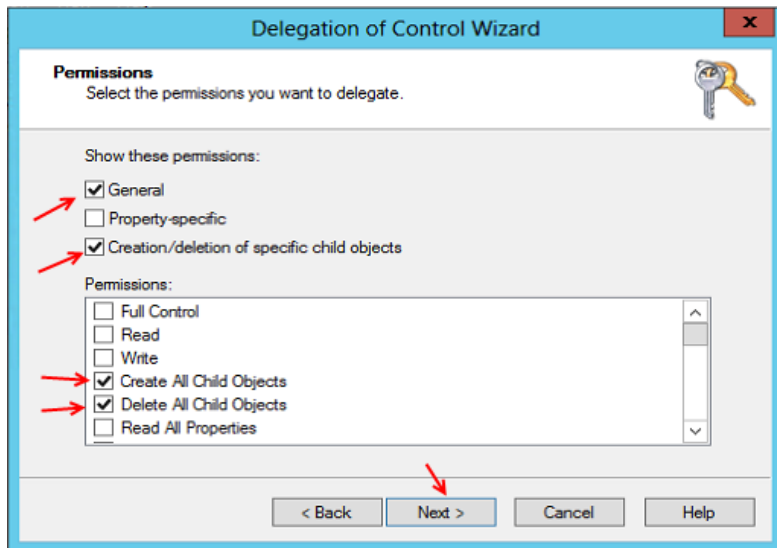 Delegation of Control Wizard
x
Permissions
Select the permissions you want to delegate.
Show these permissions:
General
Property-specific
Creation/deletion of specific child objects
Permissions:
Full Control
Read
Write
Create All Child Objects
Delete All Child Objects
Read All Properties
< Back Next > Cancel Help